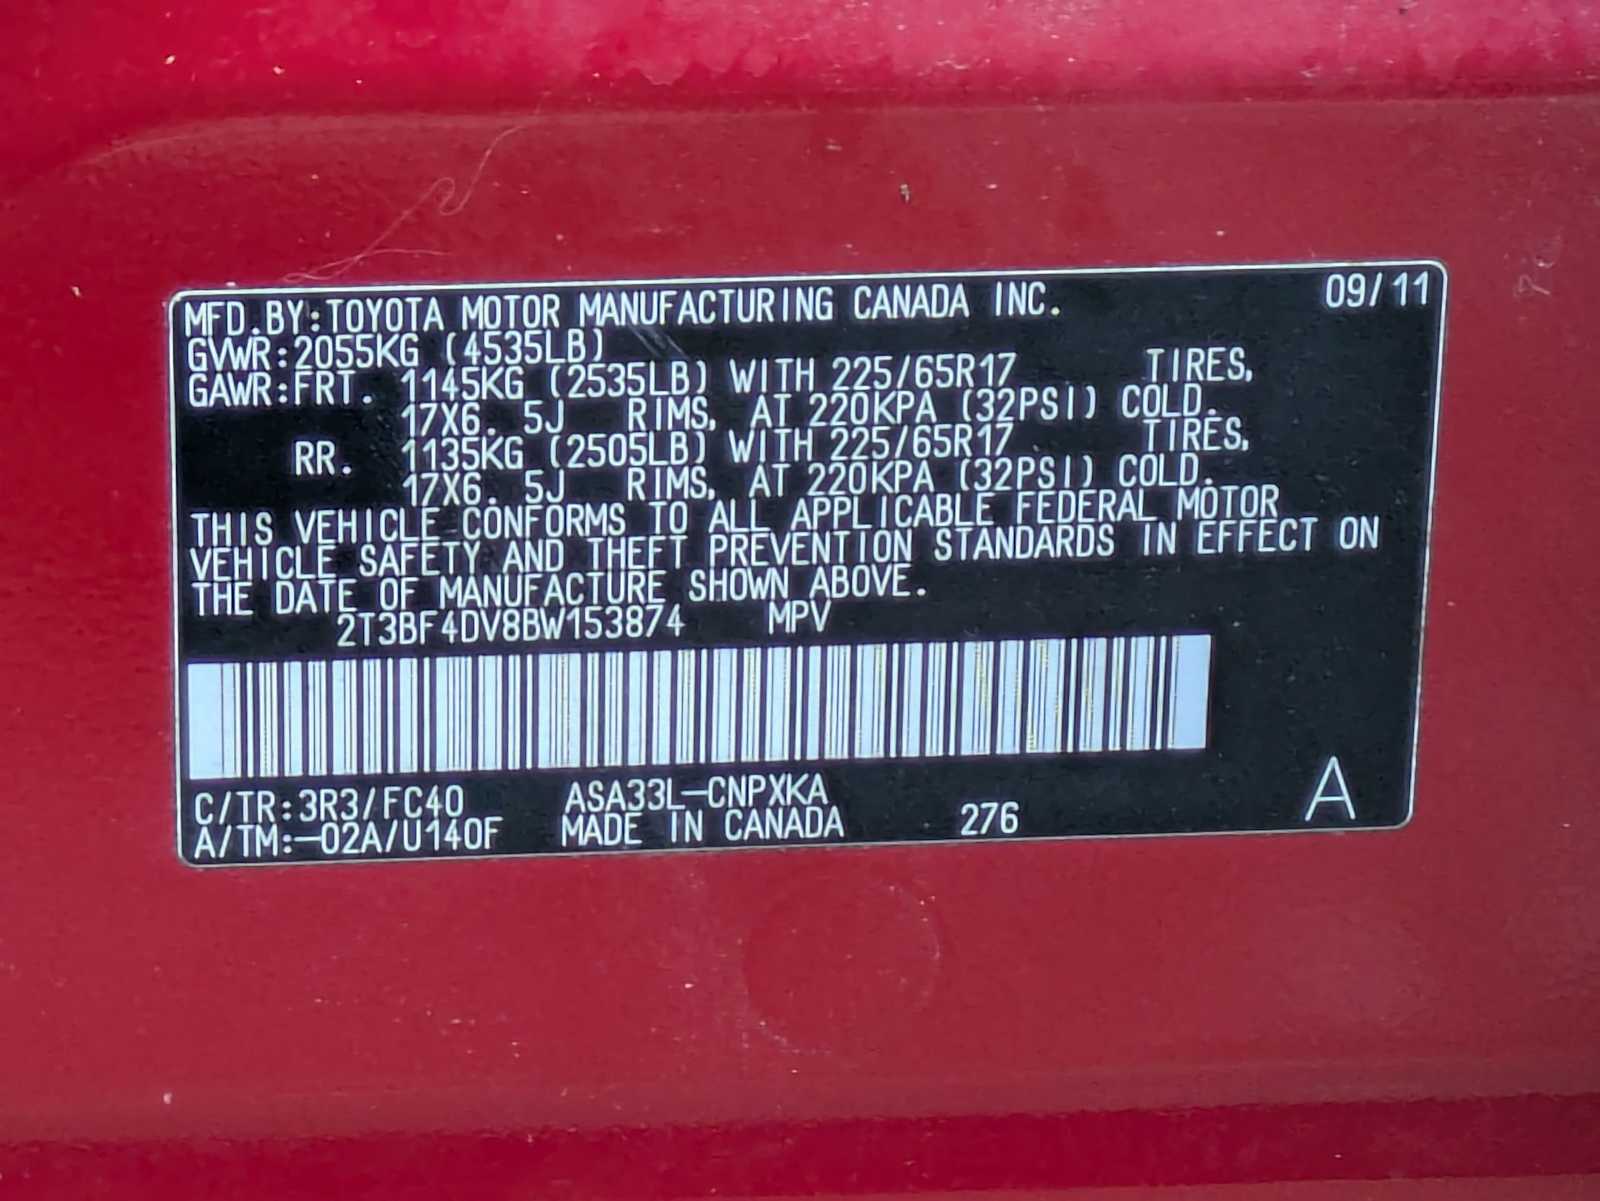 MFD.BY:TOYOTA MOTOR MANUFACTURING CANADA INC. 09/11
GVWR:2055KG (4535LB)
GAWR:FRT. 1145KG (2535LB) WITH 225/65R17 TIRES,
17X6. 5J RIMS, AT 220KPA (32PSI) COLD.
RR. 1135KG (2505LB) WITH 225/65R17 TIRES,
17X6. 5J RIMS, AT 220KPA (32PSI) COLD.
THIS VEHICLE CONFORMS TO ALL APPLICABLE FEDERAL MOTOR
VEHICLE SAFETY AND THEFT PREVENTION STANDARDS IN EFFECT ON
THE DATE OF MANUFACTURE SHOWN ABOVE.
2T3BF4DV8BW153874 MPV
C/TR:3R3/FC40 ASA33L-CNPXKA
A/TM:-02A/U140F MADE IN CANADA 276 A